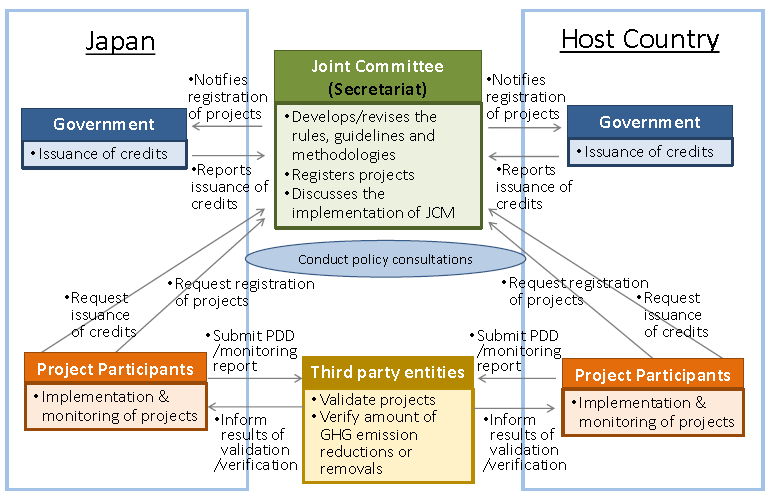 Japan
Host Country
Joint Committee
(Secretariat)
•Develops/revises the
rules, guidelines and
methodologies
•Registers projects
•Discusses the
implementation of JCM
•Notifies
registration
of projects
•Notifies
registration
of projects
Government
•Issuance of credits
Government
•Issuance of credits
•Reports
issuance of
credits
•Reports
issuance of
credits
Conduct policy consultations
•Request
issuance
of credits
•Request registration
of projects
•Request registration
of projects
•Request
issuance
of credits
•Submit PDD
/monitoring
report
•Submit PDD
/monitoring
report
Project Participants
•Implementation &
monitoring of projects
Third party entities
•Validate projects
•Verify amount of
GHG emission
reductions or
removals
Project Participants
•Implementation &
monitoring of projects
•Inform
results of
validation
/verification
•Inform
results of
validation
/verification